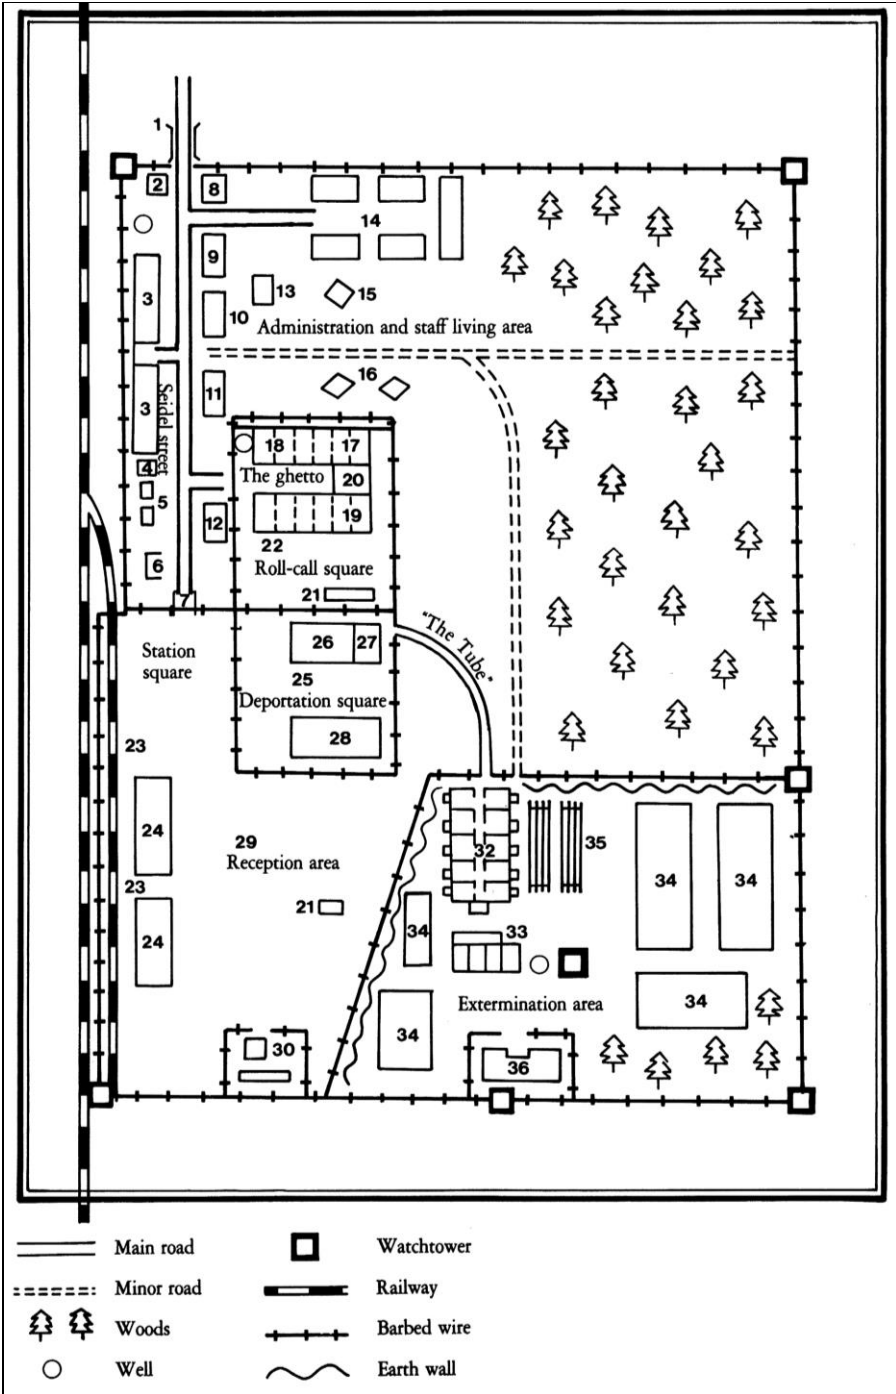 1
2
8
14
9
3
13
15
10
Administration and staff living area
16
3
Seidel street
11
18
17
4
The ghetto
20
5
12
19
22
6
Roll-call square
21
7
"The Tube"
Station
square
26
27
25
Deportation square
23
28
24
29
32
35
Reception area
34
34
23
21
34
33
24
34
Extermination area
34
30
36
Main road
Watchtower
Minor road
Railway
Woods
Barbed wire
Well
Earth wall